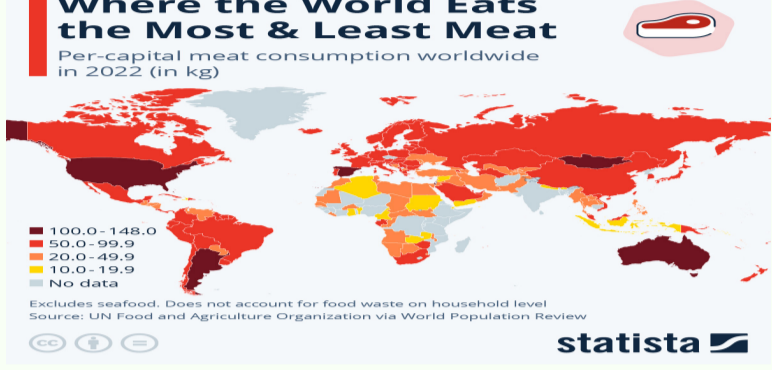 Where the World Eats
the Most & Least Meat
Per-capital meat consumption worldwide
in 2022 (in kg)
100.0-148.0
50.0-99.9
20.0-49.9
10.0-19.9
No data
Excludes seafood. Does not account for food waste on household level
Source: UN Food and Agriculture Organization via World Population Review
cc
statista